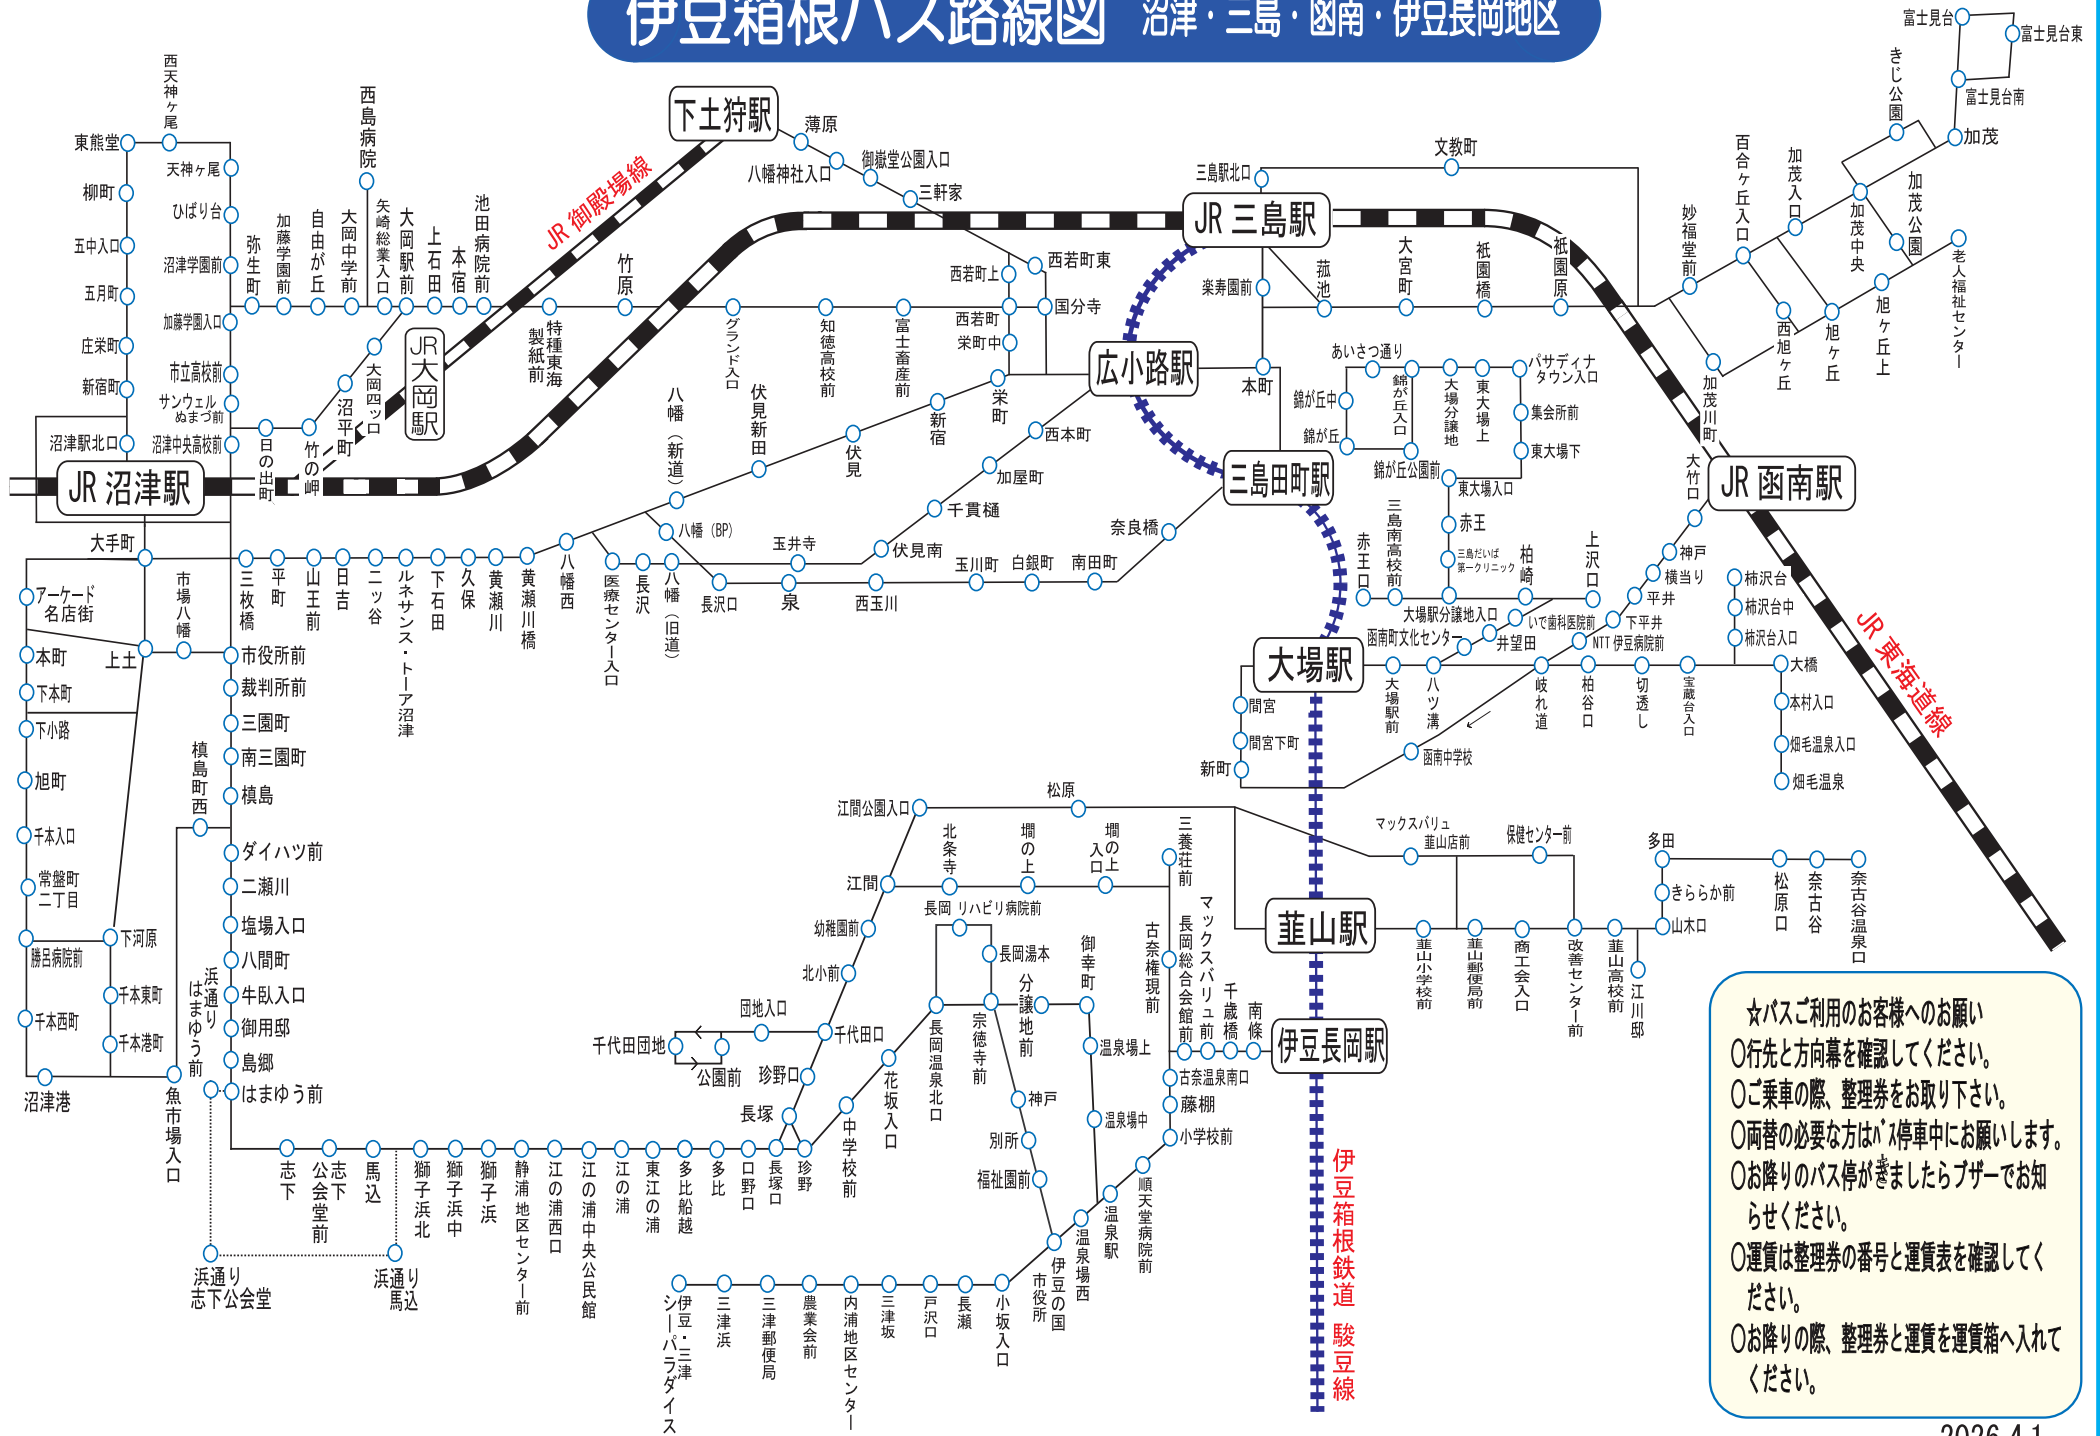 伊豆箱根バス路線図　沼津・三島・函南・伊豆長岡地区
西天神ヶ尾
東熊堂
柳町
五中入口
五月町
庄栄町
新宿町
沼津駅北口
天神ヶ尾
ひばり台
沼津学園前
加藤学園入口
市立高校前
サンウェル
ぬまづ前
沼津中央高校前
弥生町
加藤学園前
自由が丘
大岡中学前
西島病院
矢崎総業入口
大岡駅前
上石田
本宿
池田病院前
日の出町
竹の岬
沼平町
大岡四ッ口
JR大岡駅
JR 沼津駅
下土狩駅
JR 御殿場線
薄原
八幡神社入口
御嶽堂公園入口
三軒家
特種東海
製紙前
竹原
グランド入口
知徳高校前
富士畜産前
西若町上
西若町東
西若町
国分寺
栄町中
栄町
新宿
伏見
伏見新田
八幡（新道）
JR 三島駅
三島駅北口
文教町
楽寿園前
菰池
大宮町
祇園橋
祇園原
広小路駅
本町
三島田町駅
西本町
加屋町
千貫樋
伏見南
玉井寺
八幡（BP）
奈良橋
南田町
白銀町
玉川町
西玉川
泉
長沢口
八幡（旧道）
長沢
医療センター入口
八幡西
黄瀬川橋
黄瀬川
久保
下石田
ルネサンス・トーア沼津
二ッ谷
日吉
山王前
平町
三枚橋
大手町
あいさつ通り
錦が丘中
錦が丘
錦が丘入口
錦が丘公園前
大場分譲地
東大場上
パサディナ
タウン入口
集会所前
東大場下
東大場入口
赤王
三島だいば
第一クリニック
赤王口
三島南高校前
大場駅分譲地入口
柏崎
上沢口
函南町文化センター
いで歯科医院前
井望田
大場駅
大場駅前
八ツ溝
岐れ道
柏谷口
切透し
宝蔵台入口
大橋
本村入口
畑毛温泉入口
畑毛温泉
柿沢台
柿沢台中
柿沢台入口
NTT 伊豆病院前
下平井
平井
横当り
神戸
大竹口
JR 函南駅
加茂川町
妙福堂前
百合ヶ丘入口
加茂入口
加茂中央
加茂公園
きじ公園
加茂
富士見台
富士見台東
富士見台南
西旭ヶ丘
旭ヶ丘
旭ヶ丘上
老人福祉センター
JR 東海道線
間宮
間宮下町
新町
函南中学校
アーケード
名店街
本町
下本町
下小路
旭町
千本入口
常盤町
二丁目
勝呂病院前
千本西町
沼津港
上土
市場八幡
下河原
千本東町
千本港町
魚市場入口
槙島町西
市役所前
裁判所前
三園町
南三園町
槙島
ダイハツ前
二瀬川
塩場入口
八間町
牛臥入口
御用邸
島郷
はまゆう前
浜通り
はまゆう前
浜通り
志下公会堂
浜通り
馬込
志下
志下
公会堂前
馬込
獅子浜北
獅子浜中
獅子浜
静浦 地区センター前
江の浦西口
江の浦中央公民館
江の浦
東江の浦
多比船越
多比
口野口
長塚口
珍野
長塚
珍野口
千代田口
団地入口
千代田団地
公園前
北小前
幼稚園前
江間
江間公園入口
松原
北条寺
墹の上
墹の上
入口
三養荘前
長岡 リハビリ病院前
長岡湯本
分譲地前
御幸町
古奈権現前
長岡総合会館前
マックスバリュ前
千歳橋
南條
伊豆長岡駅
古奈温泉南口
藤棚
小学校前
温泉場上
温泉場中
宗徳寺前
長岡温泉北口
花坂入口
中学校前
神戸
別所
福祉園前
順天堂病院前
温泉駅
温泉場西
伊豆の国
市役所
小坂入口
長瀬
戸沢口
三津坂
内浦地区センター
農業会前
三津郵便局
三津浜
伊豆・三津
シーパラダイス
マックスバリュ
韮山店前
保健センター前
韮山駅
韮山小学校前
韮山郵便局前
商工会入口
改善センター前
韮山高校前
江川邸
多田
きららか前
山木口
松原口
奈古谷
奈古谷温泉口
伊豆箱根鉄道 駿豆線
☆バスご利用のお客様へのお願い
〇行先と方向幕を確認してください。
〇ご乗車の際、整理券をお取り下さい。
〇両替の必要な方はﾊﾞｽ停車中にお願いします。
〇お降りのバス停がきましたらブザーでお知
らせください。
〇運賃は整理券の番号と運賃表を確認してく
ださい。
〇お降りの際、整理券と運賃を運賃箱へ入れて
ください。
2026.4.1